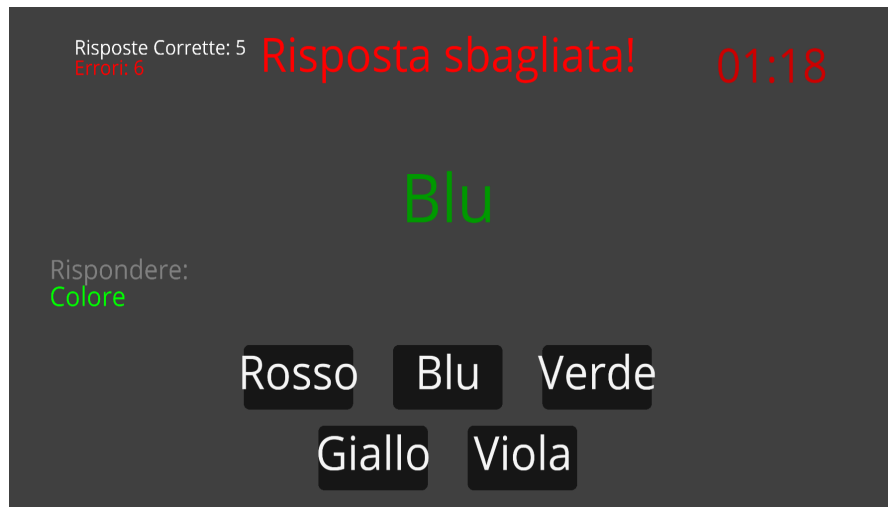 Risposte Corrette: 5
Errori: 6
Risposta sbagliata!
01:18
Blu
Rispondere:
Colore
Rosso Blu Verde
Giallo Viola